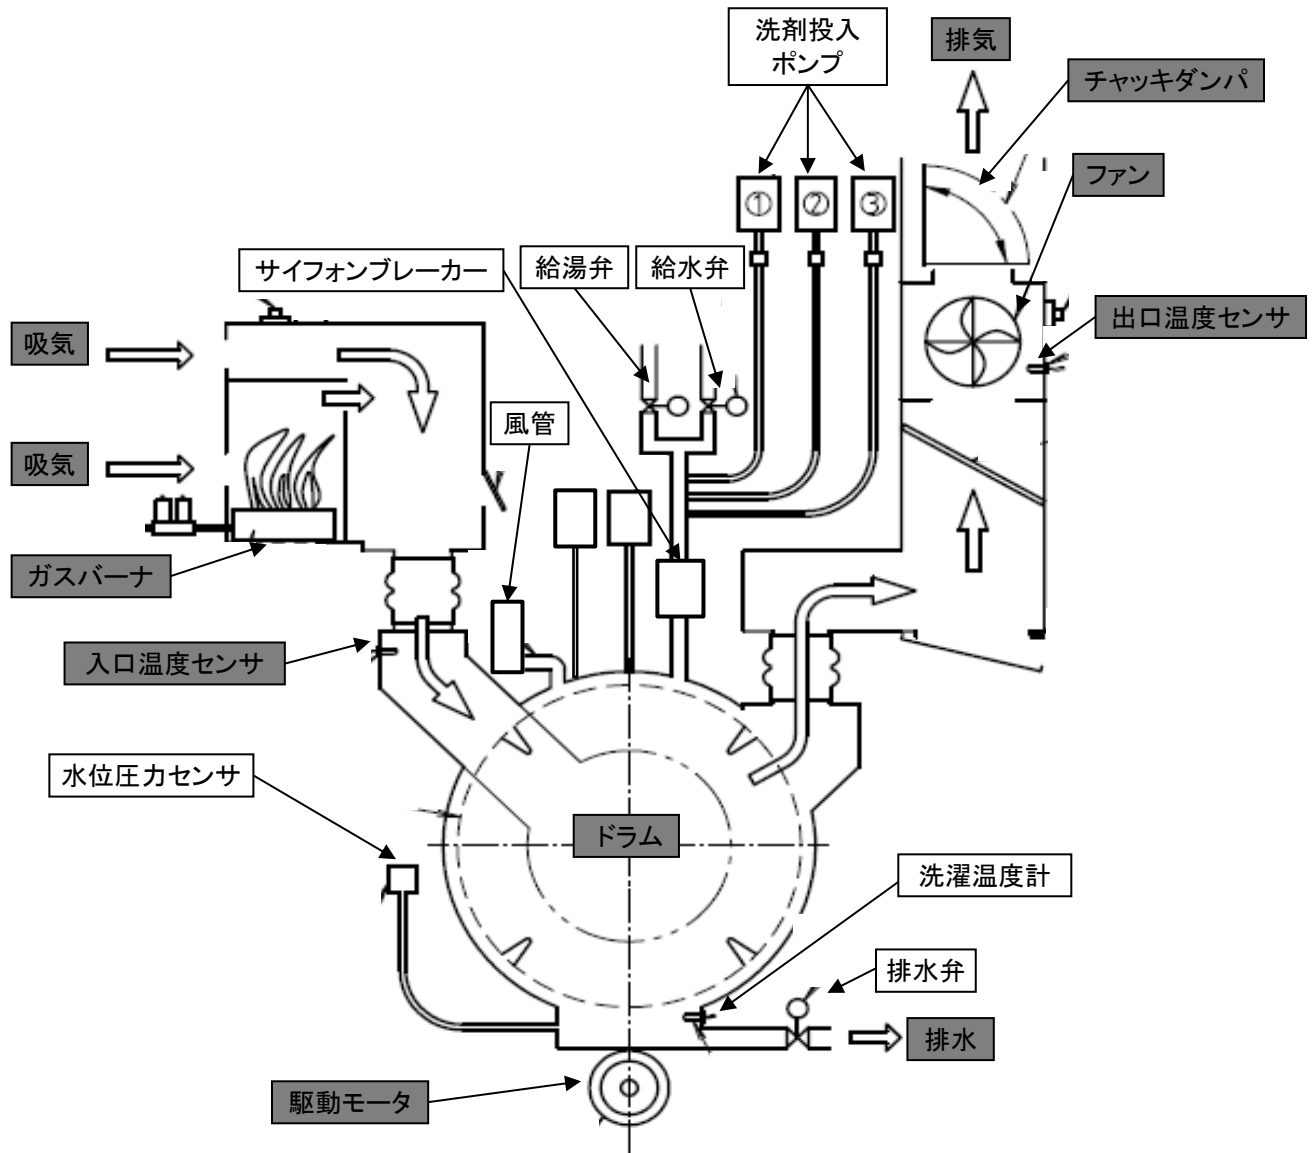 洗剤投入
ポンプ
排気
チャッキダンパ
ファン
①
②
③
サイフォンブレーカー
給湯弁
給水弁
出口温度センサ
吸気
風管
吸気
ガスバーナ
入口温度センサ
水位圧力センサ
ドラム
洗濯温度計
排水弁
排水
駆動モータ